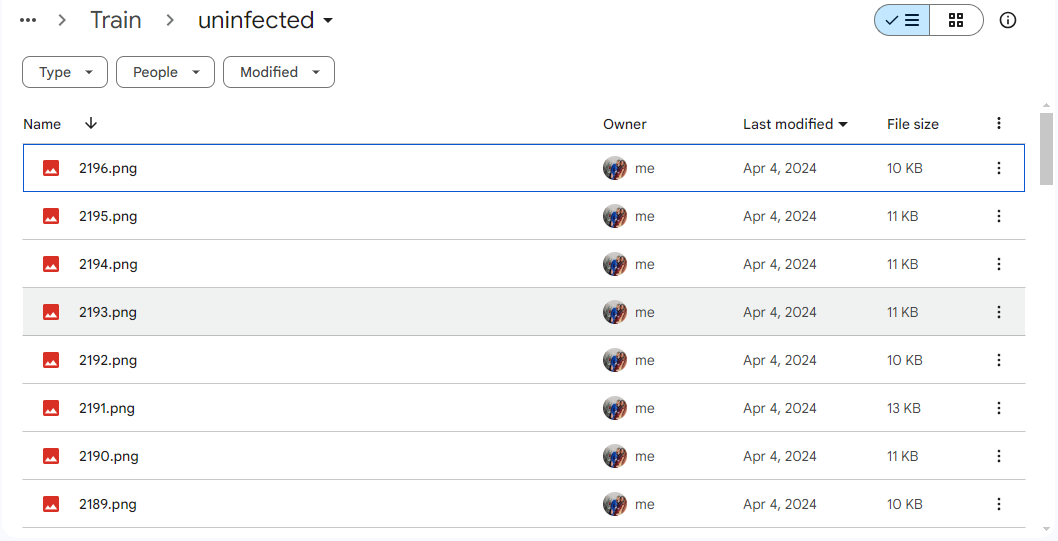 ... > Train > uninfected
Type People Modified
Name Owner Last modified File size
2196.png me Apr 4, 2024 10 KB
2195.png me Apr 4, 2024 11 KB
2194.png me Apr 4, 2024 11 KB
2193.png me Apr 4, 2024 11 KB
2192.png me Apr 4, 2024 10 KB
2191.png me Apr 4, 2024 13 KB
2190.png me Apr 4, 2024 11 KB
2189.png me Apr 4, 2024 10 KB